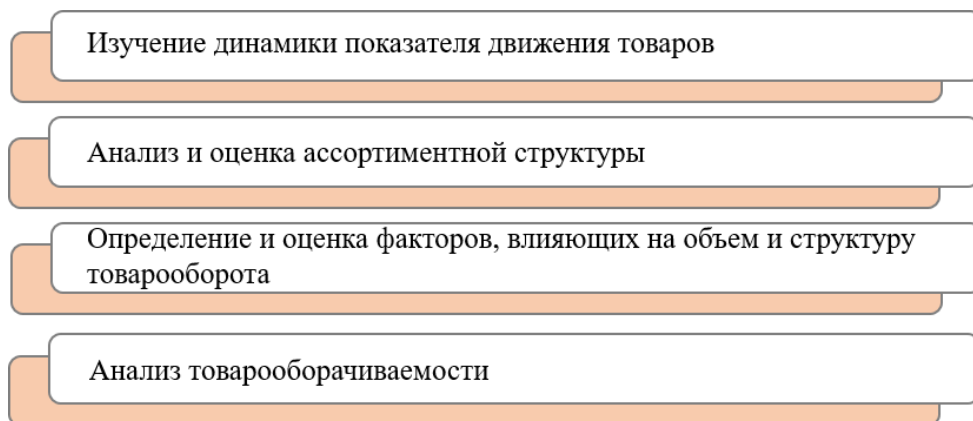 Изучение динамики показателя движения товаров
Анализ и оценка ассортиментной структуры
Определение и оценка факторов, влияющих на объем и структуру
товарооборота
Анализ товарооборачиваемости